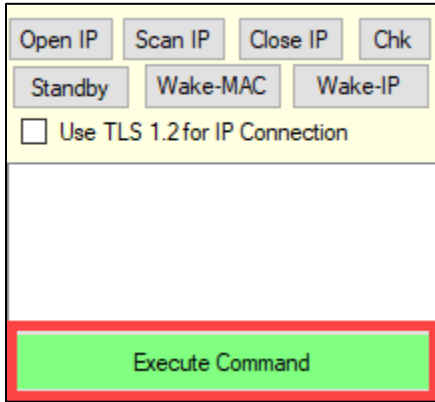 Open IP Scan IP Close IP Chk
Standby Wake-MAC Wake-IP
Use TLS 1.2 for IP Connection
Execute Command